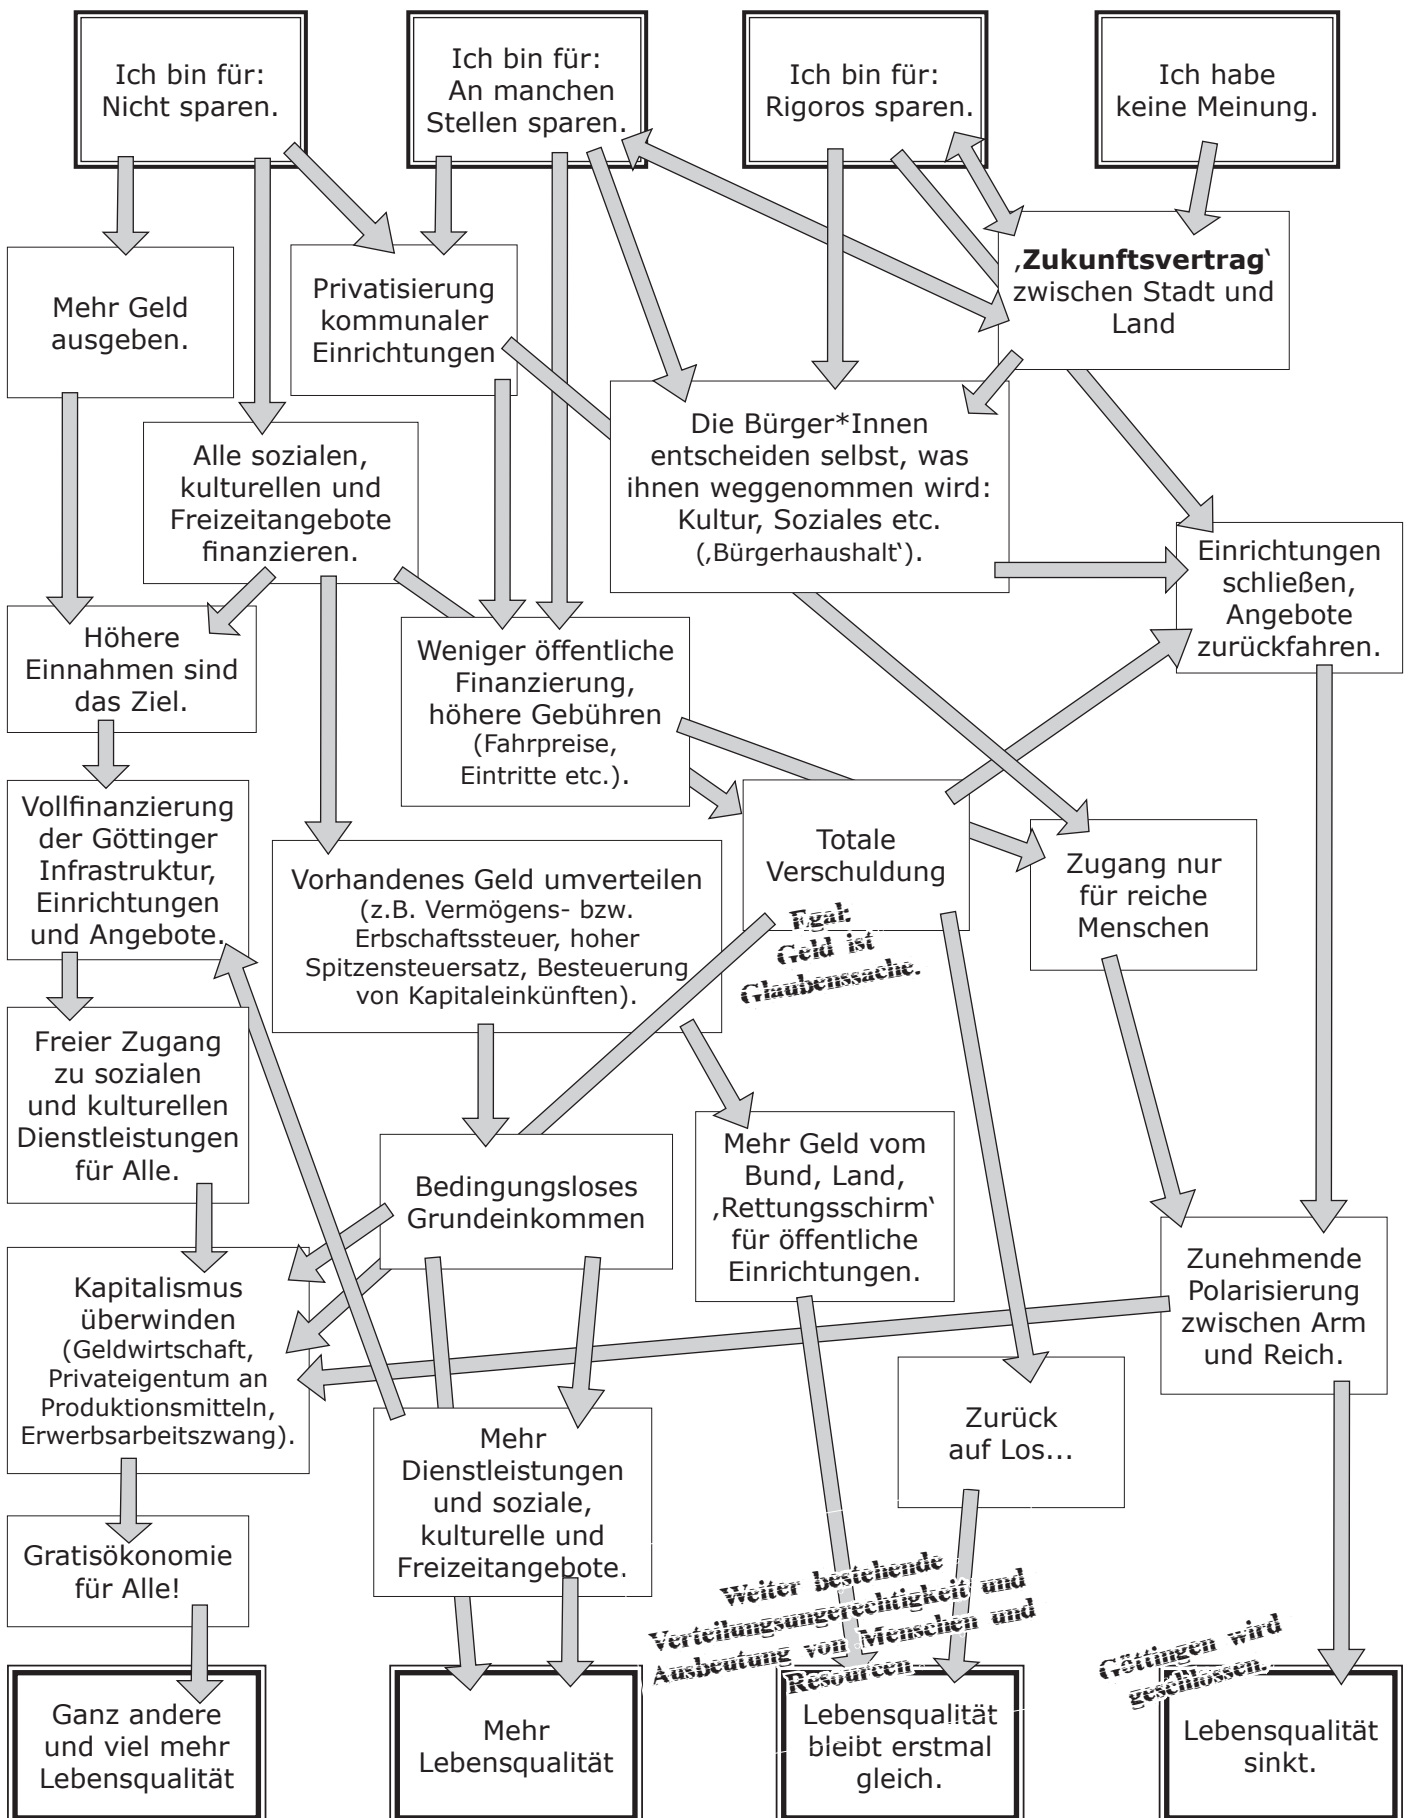 Ich bin für:
Nicht sparen.
Ich bin für:
An manchen
Stellen sparen.
Ich bin für:
Rigoros sparen.
Ich habe
keine Meinung.
Mehr Geld
ausgeben.
Privatisierung
kommunaler
Einrichtungen
‚Zukunftsvertrag‘
zwischen Stadt und
Land
Alle sozialen,
kulturellen und
Freizeitangebote
finanzieren.
Die Bürger*Innen
entscheiden selbst, was
ihnen weggenommen wird:
Kultur, Soziales etc.
(‚Bürgerhaushalt‘).
Einrichtungen
schließen,
Angebote
zurückfahren.
Höhere
Einnahmen sind
das Ziel.
Weniger öffentliche
Finanzierung,
höhere Gebühren
(Fahrpreise,
Eintritte etc.).
Vollfinanzierung
der Göttinger
Infrastruktur,
Einrichtungen
und Angebote.
Vorhandenes Geld umverteilen
(z.B. Vermögens- bzw.
Erbschaftssteuer, hoher
Spitzensteuersatz, Besteuerung
von Kapitaleinkünften).
Totale
Verschuldung
Egal:
Geld ist
Glaubenssache.
Zugang nur
für reiche
Menschen
Freier Zugang
zu sozialen
und kulturellen
Dienstleistungen
für Alle.
Bedingungsloses
Grundeinkommen
Mehr Geld vom
Bund, Land,
‚Rettungsschirm‘
für öffentliche
Einrichtungen.
Zunehmende
Polarisierung
zwischen Arm
und Reich.
Kapitalismus
überwinden
(Geldwirtschaft,
Privateigentum an
Produktionsmitteln,
Erwerbsarbeitszwang).
Mehr
Dienstleistungen
und soziale,
kulturelle und
Freizeitangebote.
Zurück
auf Los...
Gratisökonomie
für Alle!
Weiter bestehende
Verteilungsungerechtigkeit und
Ausbeutung von Menschen und
Resourcen.
Göttingen wird
geschlossen.
Ganz andere
und viel mehr
Lebensqualität
Mehr
Lebensqualität
Lebensqualität
bleibt erstmal
gleich.
Lebensqualität
sinkt.